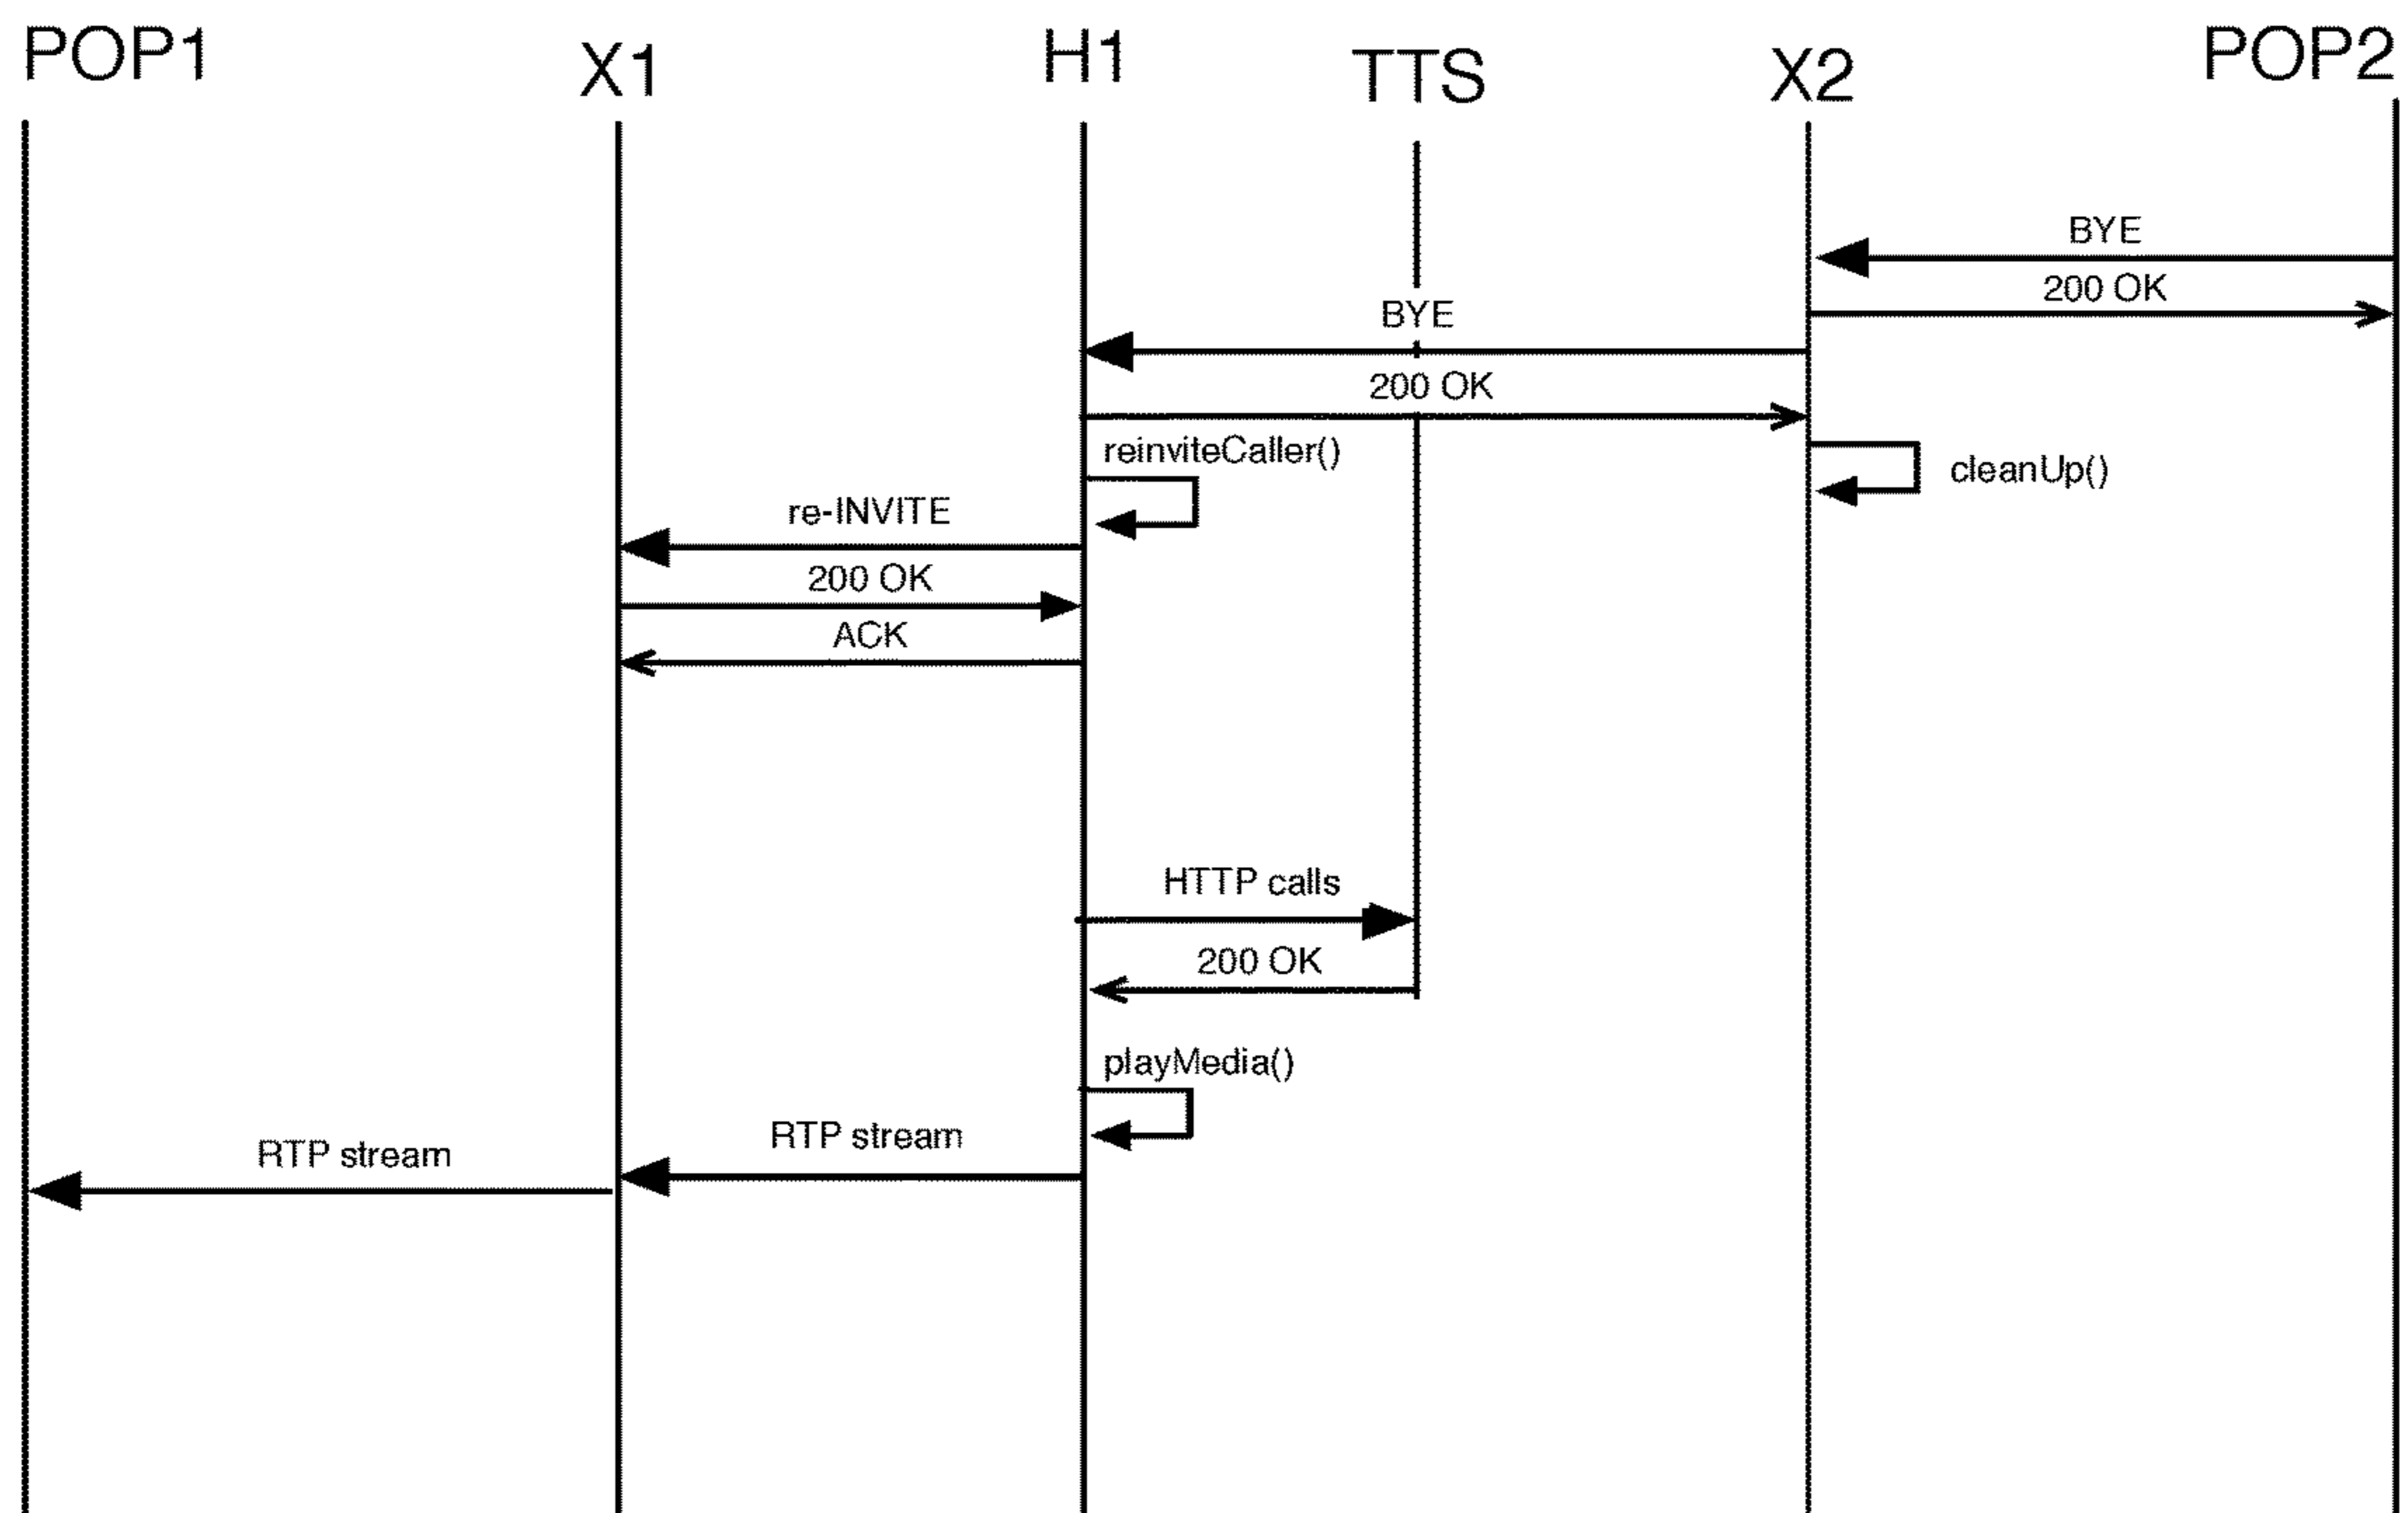 POP1
X1
H1
TTS
X2
POP2
BYE
200 OK
BYE
200 OK
reinviteCaller()
cleanUp()
re-INVITE
200 OK
ACK
HTTP calls
200 OK
playMedia()
RTP stream
RTP stream